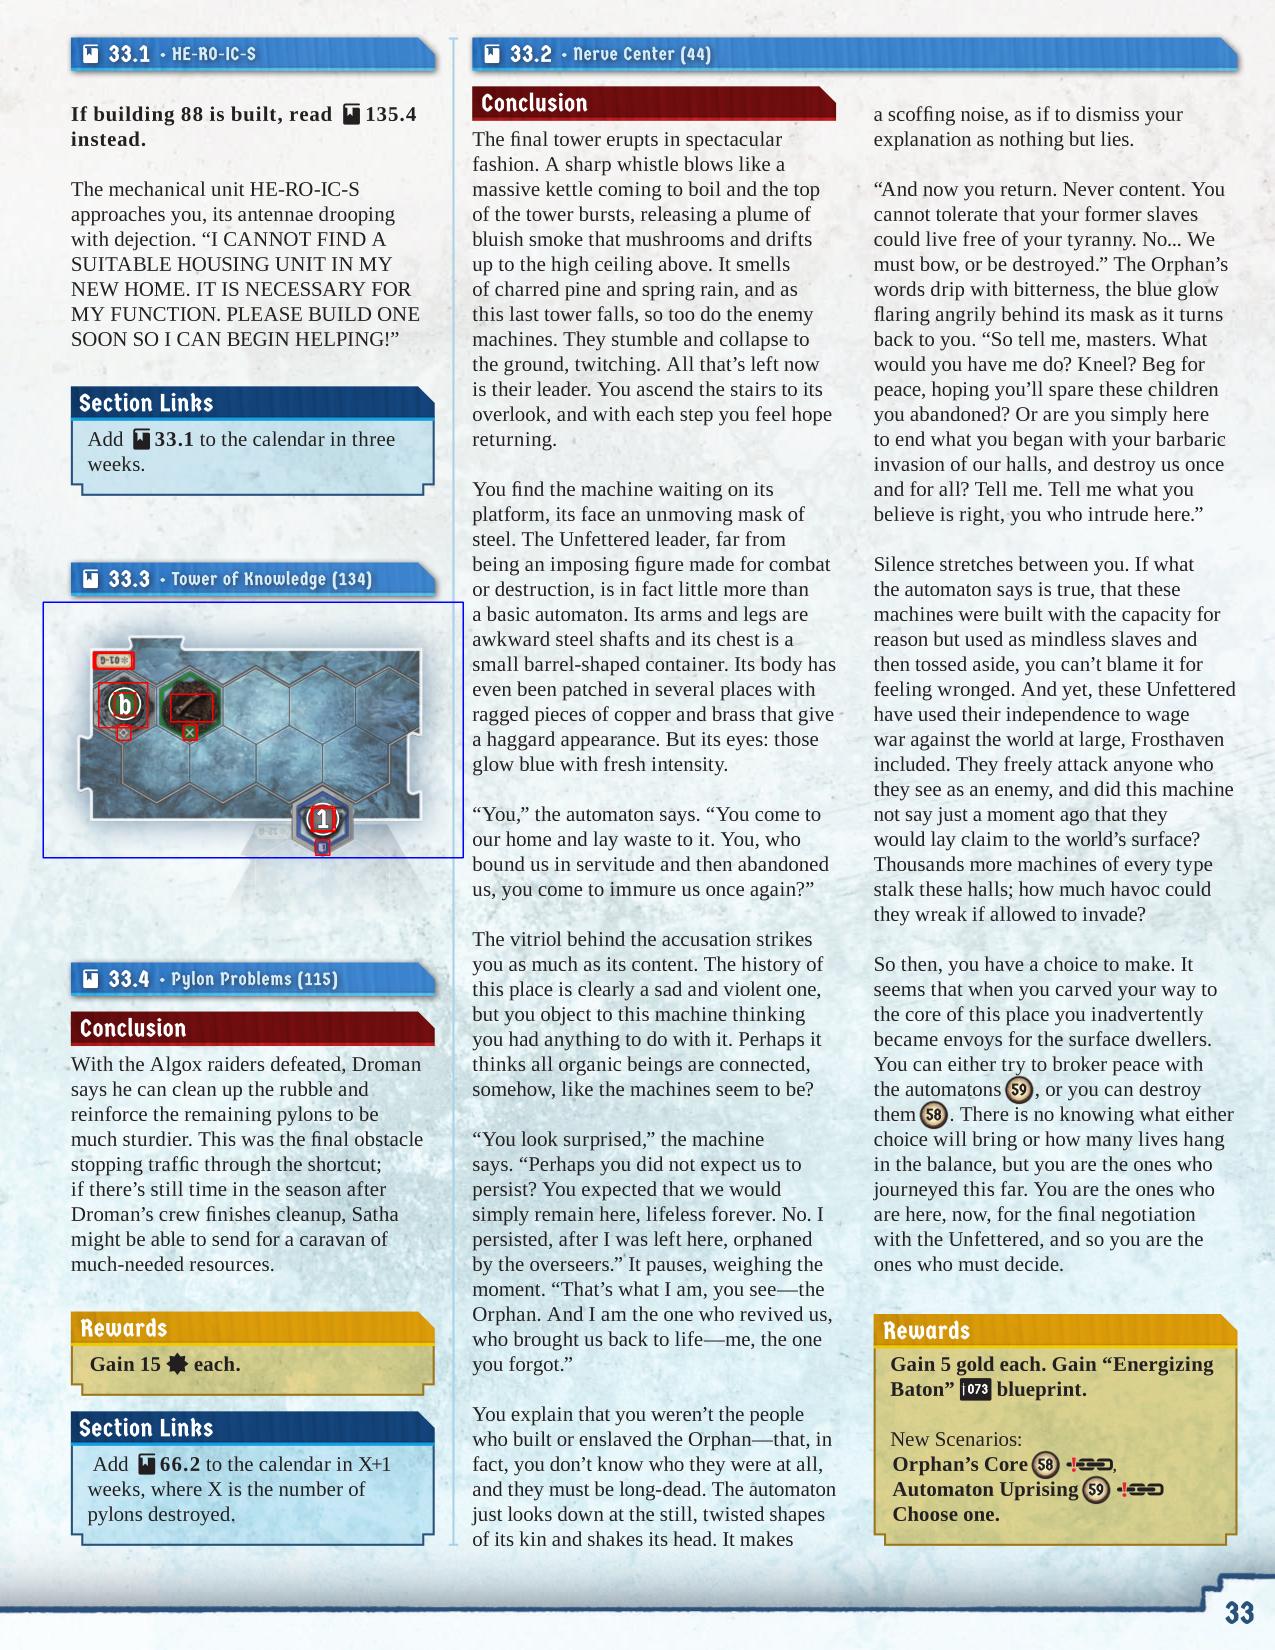 33.1 • HE-RO-IC-S
If building 88 is built, read 135.4
instead.
The mechanical unit HE-RO-IC-S
approaches you, its antennae drooping
with dejection. “I CANNOT FIND A
SUITABLE HOUSING UNIT IN MY
NEW HOME. IT IS NECESSARY FOR
MY FUNCTION. PLEASE BUILD ONE
SOON SO I CAN BEGIN HELPING!”
Section Links
Add 33.1 to the calendar in three
weeks.
33.3 • Tower of Knowledge (134)
01-G
b
1
33.4 • Pylon Problems (115)
Conclusion
With the Algox raiders defeated, Droman
says he can clean up the rubble and
reinforce the remaining pylons to be
much sturdier. This was the final obstacle
stopping traffic through the shortcut;
if there’s still time in the season after
Droman’s crew finishes cleanup, Satha
might be able to send for a caravan of
much-needed resources.
Rewards
Gain 15 each.
Section Links
Add 66.2 to the calendar in X+1
weeks, where X is the number of
pylons destroyed.
33.2 • Nerve Center (44)
Conclusion
The final tower erupts in spectacular
fashion. A sharp whistle blows like a
massive kettle coming to boil and the top
of the tower bursts, releasing a plume of
bluish smoke that mushrooms and drifts
up to the high ceiling above. It smells
of charred pine and spring rain, and as
this last tower falls, so too do the enemy
machines. They stumble and collapse to
the ground, twitching. All that’s left now
is their leader. You ascend the stairs to its
overlook, and with each step you feel hope
returning.
You find the machine waiting on its
platform, its face an unmoving mask of
steel. The Unfettered leader, far from
being an imposing figure made for combat
or destruction, is in fact little more than
a basic automaton. Its arms and legs are
awkward steel shafts and its chest is a
small barrel-shaped container. Its body has
even been patched in several places with
ragged pieces of copper and brass that give
a haggard appearance. But its eyes: those
glow blue with fresh intensity.
“You,” the automaton says. “You come to
our home and lay waste to it. You, who
bound us in servitude and then abandoned
us, you come to immure us once again?”
The vitriol behind the accusation strikes
you as much as its content. The history of
this place is clearly a sad and violent one,
but you object to this machine thinking
you had anything to do with it. Perhaps it
thinks all organic beings are connected,
somehow, like the machines seem to be?
“You look surprised,” the machine
says. “Perhaps you did not expect us to
persist? You expected that we would
simply remain here, lifeless forever. No. I
persisted, after I was left here, orphaned
by the overseers.” It pauses, weighing the
moment. “That’s what I am, you see—the
Orphan. And I am the one who revived us,
who brought us back to life—me, the one
you forgot.”
You explain that you weren’t the people
who built or enslaved the Orphan—that, in
fact, you don’t know who they were at all,
and they must be long-dead. The automaton
just looks down at the still, twisted shapes
of its kin and shakes its head. It makes
a scoffing noise, as if to dismiss your
explanation as nothing but lies.
“And now you return. Never content. You
cannot tolerate that your former slaves
could live free of your tyranny. No... We
must bow, or be destroyed.” The Orphan’s
words drip with bitterness, the blue glow
flaring angrily behind its mask as it turns
back to you. “So tell me, masters. What
would you have me do? Kneel? Beg for
peace, hoping you’ll spare these children
you abandoned? Or are you simply here
to end what you began with your barbaric
invasion of our halls, and destroy us once
and for all? Tell me. Tell me what you
believe is right, you who intrude here.”
Silence stretches between you. If what
the automaton says is true, that these
machines were built with the capacity for
reason but used as mindless slaves and
then tossed aside, you can’t blame it for
feeling wronged. And yet, these Unfettered
have used their independence to wage
war against the world at large, Frosthaven
included. They freely attack anyone who
they see as an enemy, and did this machine
not say just a moment ago that they
would lay claim to the world’s surface?
Thousands more machines of every type
stalk these halls; how much havoc could
they wreak if allowed to invade?
So then, you have a choice to make. It
seems that when you carved your way to
the core of this place you inadvertently
became envoys for the surface dwellers.
You can either try to broker peace with
the automatons 59, or you can destroy
them 58. There is no knowing what either
choice will bring or how many lives hang
in the balance, but you are the ones who
journeyed this far. You are the ones who
are here, now, for the final negotiation
with the Unfettered, and so you are the
ones who must decide.
Rewards
Gain 5 gold each. Gain “Energizing
Baton” 073 blueprint.
New Scenarios:
Orphan’s Core 58 ,
Automaton Uprising 59
Choose one.
33